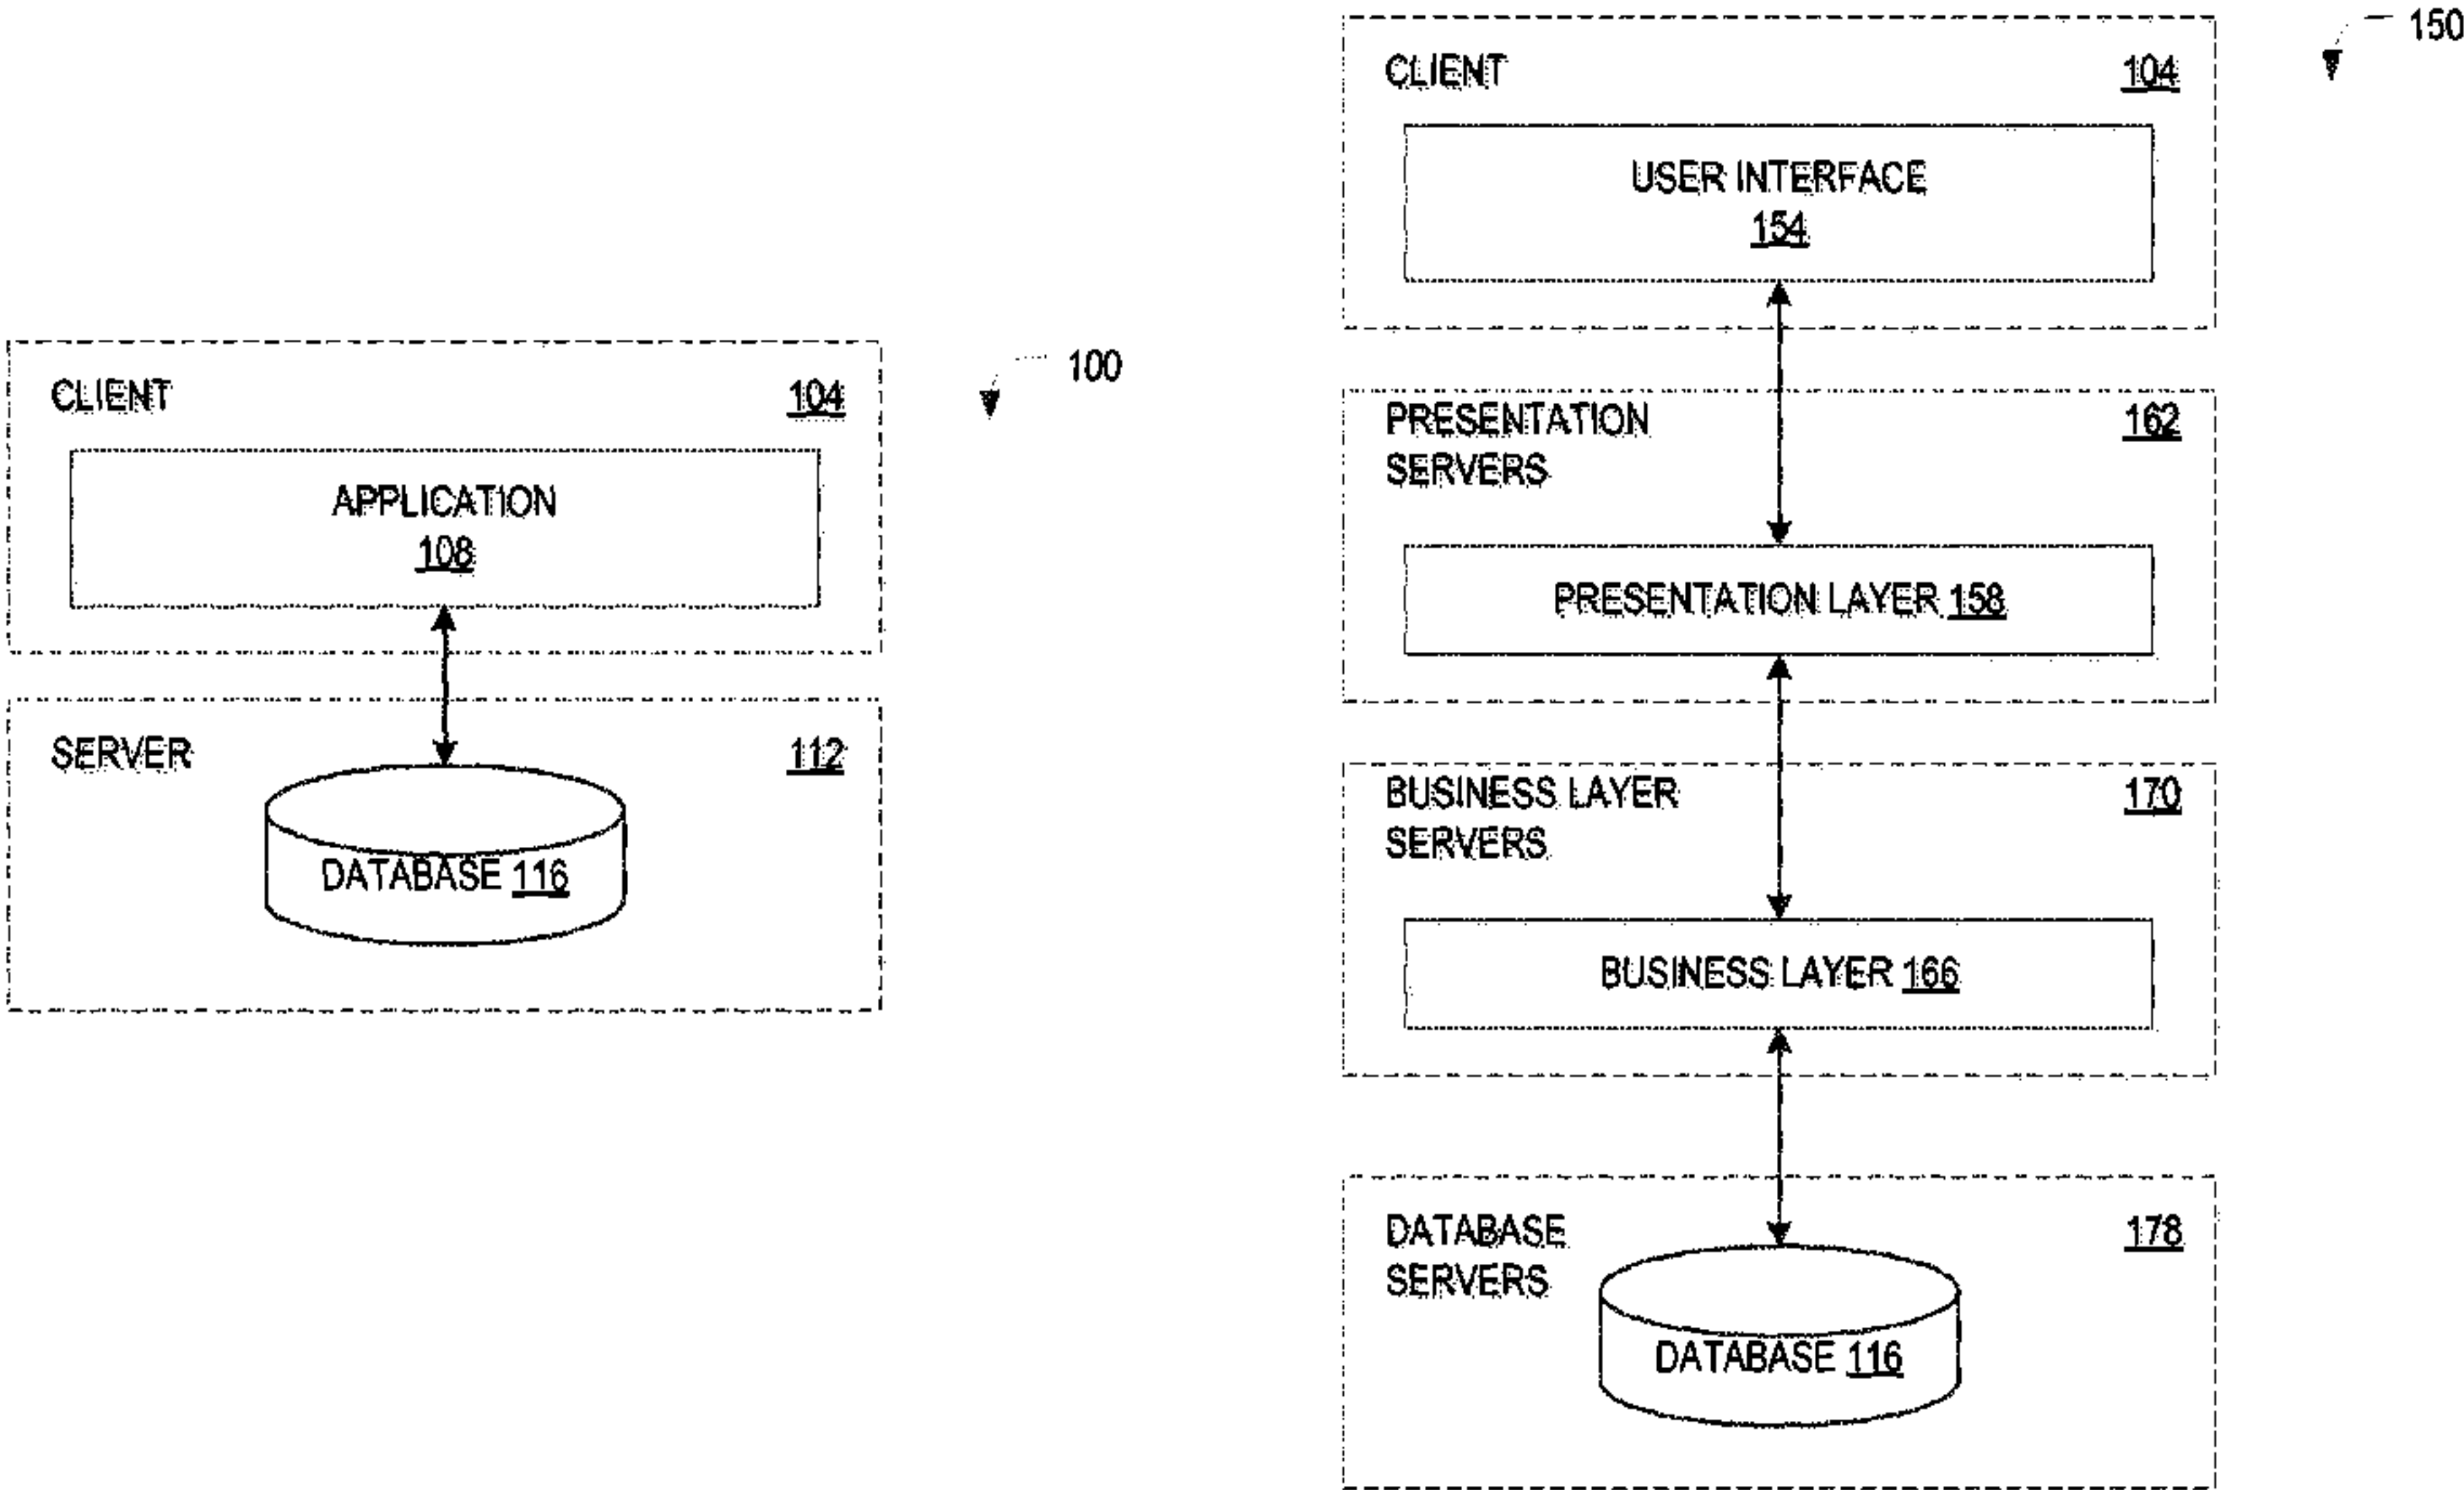 100
CLIENT 104
APPLICATION
108
SERVER 112
DATABASE 116
150
CLIENT 104
USER INTERFACE
154
PRESENTATION 162
SERVERS
PRESENTATION LAYER 158
BUSINESS LAYER 170
SERVERS
BUSINESS LAYER 166
DATABASE 178
SERVERS
DATABASE 116